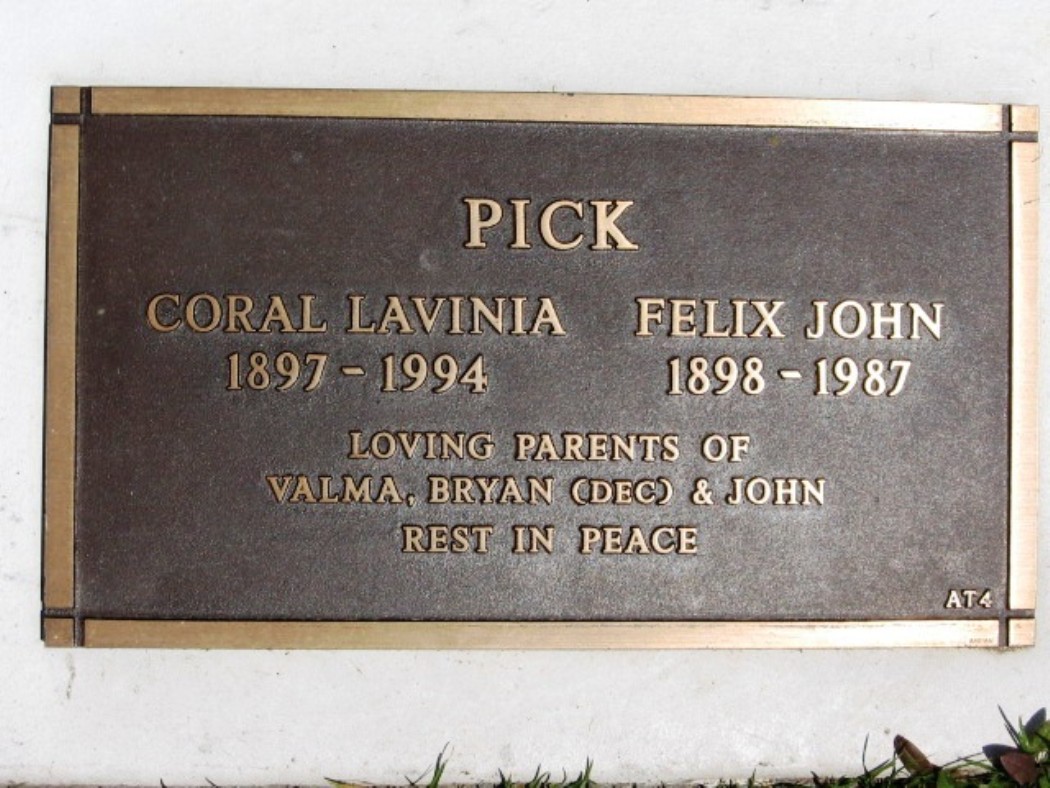 PICK
CORAL LAVINIA FELIX JOHN
1897 - 1994 1898 - 1987
LOVING PARENTS OF
VALMA, BRYAN (DEC) & JOHN
REST IN PEACE
AT4